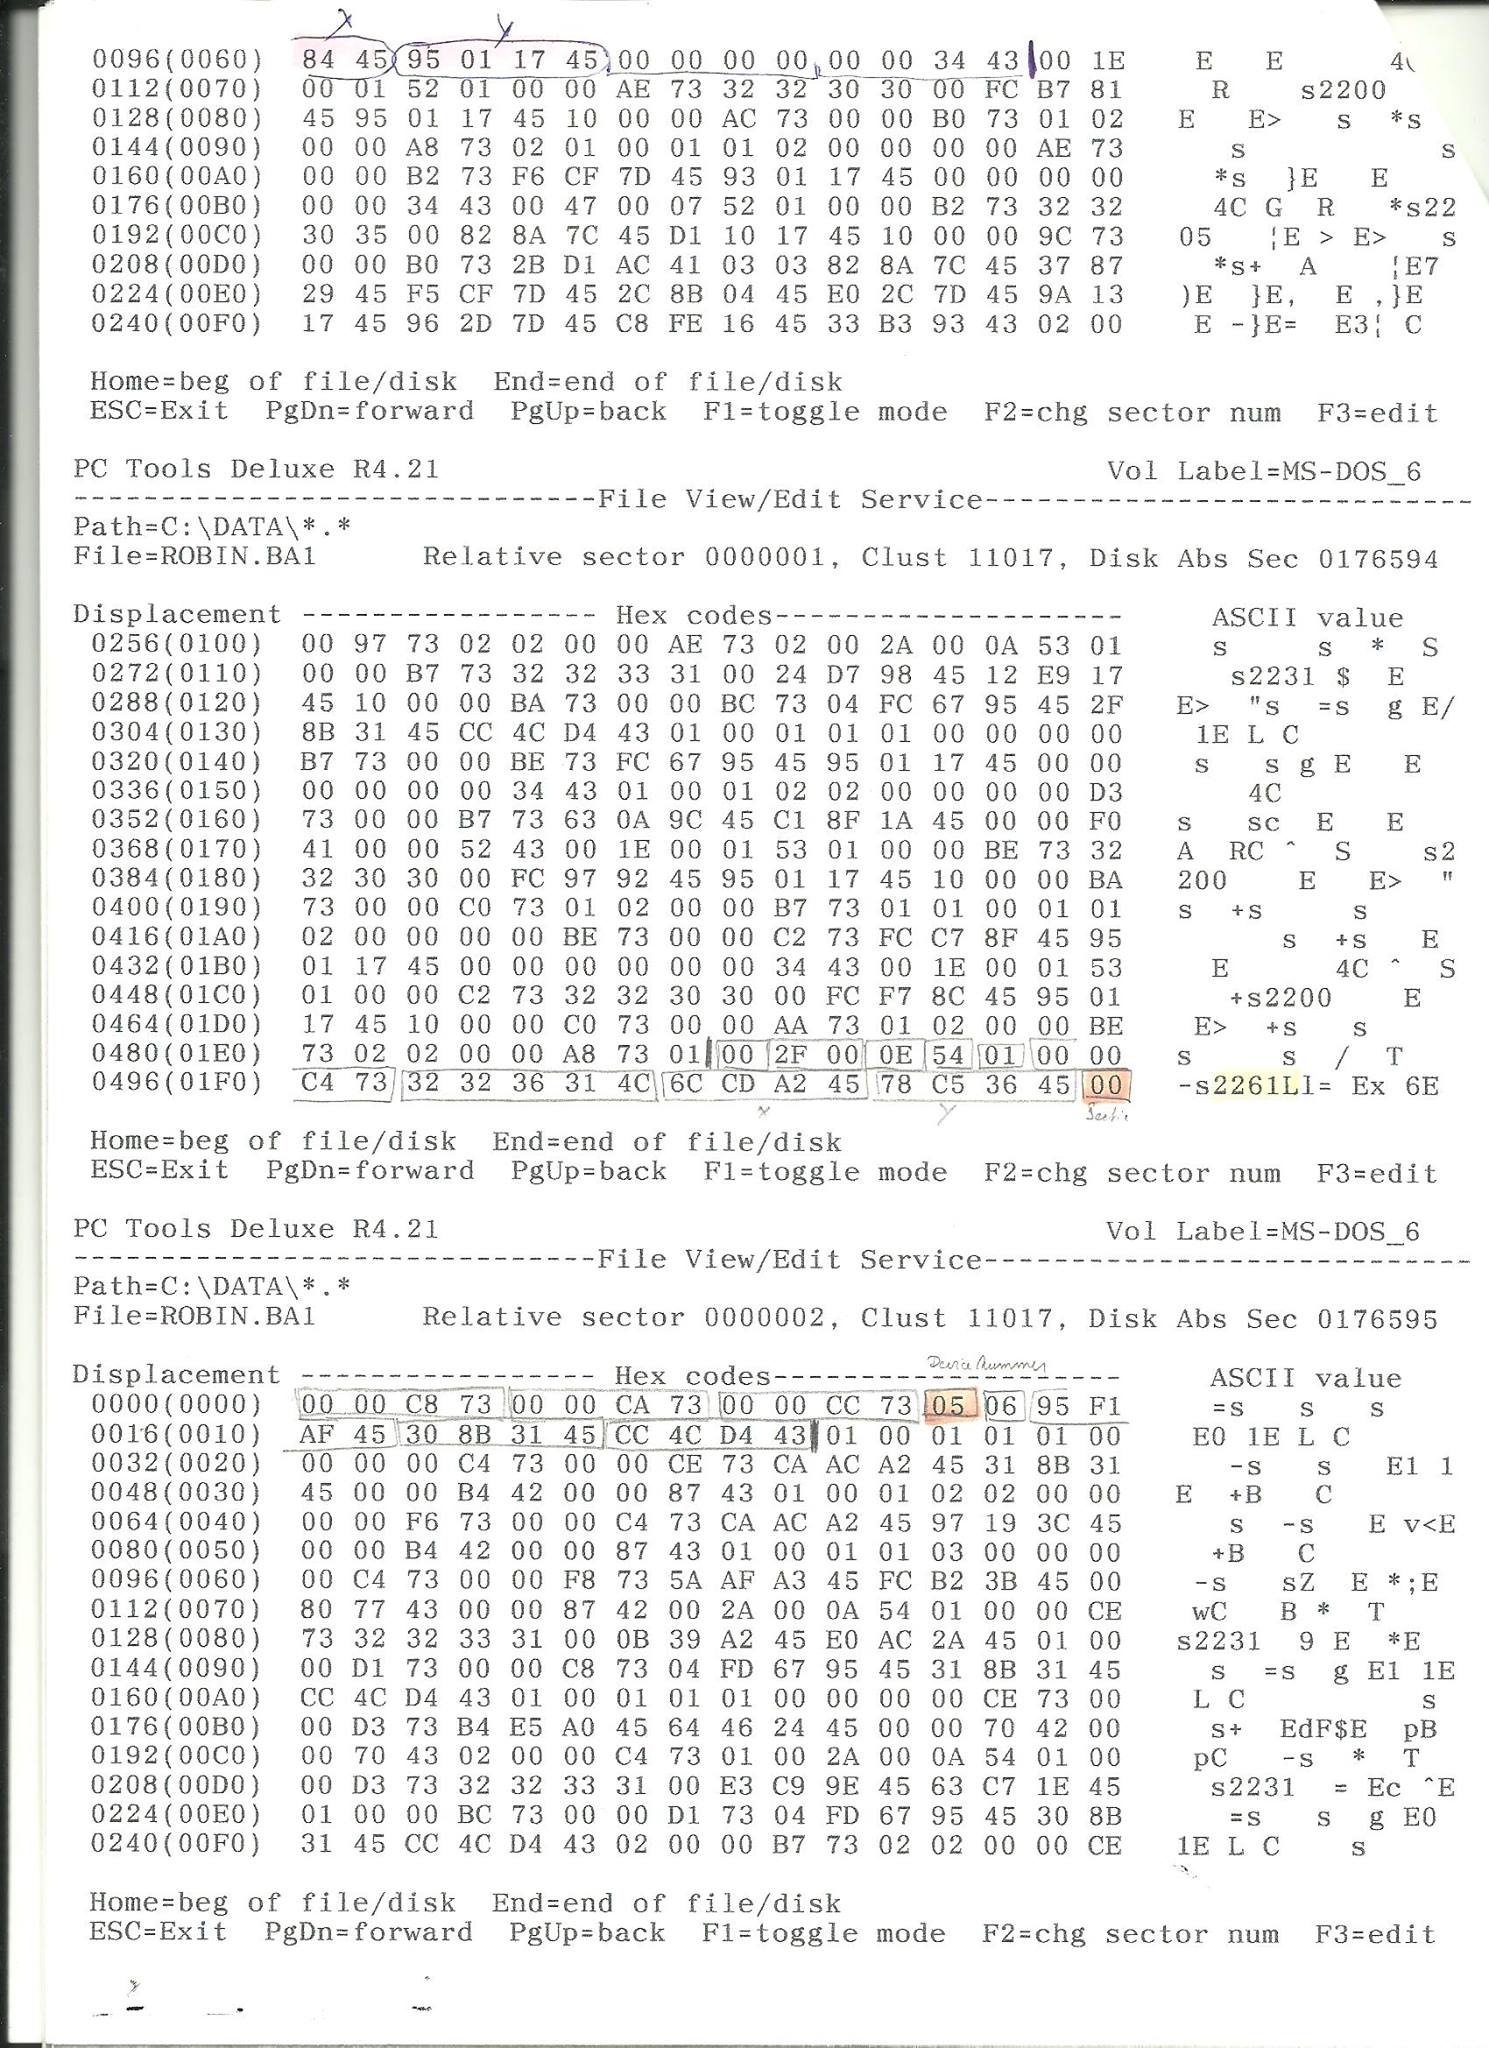 x y
0096(0060) 84 45 95 01 17 45 00 00 00 00 00 00 34 43 00 1E E E 4
0112(0070) 00 01 52 01 00 00 AE 73 32 32 30 30 00 FC B7 81 R s2200
0128(0080) 45 95 01 17 45 10 00 00 AC 73 00 00 B0 73 01 02 E E> s *s
0144(0090) 00 00 A8 73 02 01 00 01 01 02 00 00 00 00 AE 73 s s
0160(00A0) 00 00 B2 73 F6 CF 7D 45 93 01 17 45 00 00 00 00 *s }E E
0176(00B0) 00 00 34 43 00 47 00 07 52 01 00 00 B2 73 32 32 4C G R *s22
0192(00C0) 30 35 00 82 8A 7C 45 D1 10 17 45 10 00 00 9C 73 05 ¦E > E> s
0208(00D0) 00 00 B0 73 2B D1 AC 41 03 03 82 8A 7C 45 37 87 *s+ A ¦E7
0224(00E0) 29 45 F5 CF 7D 45 2C 8B 04 45 E0 2C 7D 45 9A 13 )E }E, E ,}E
0240(00F0) 17 45 96 2D 7D 45 C8 FE 16 45 33 B3 93 43 02 00 E -}E= E3¦ C
Home=beg of file/disk End=end of file/disk
ESC=Exit PgDn=forward PgUp=back F1=toggle mode F2=chg sector num F3=edit
PC Tools Deluxe R4.21 Vol Label=MS-DOS_6
------------------------------File View/Edit Service----------------------------
Path=C:\DATA\*.*
File=ROBIN.BA1 Relative sector 0000001, Clust 11017, Disk Abs Sec 0176594
Displacement ----------------- Hex codes-------------------- ASCII value
0256(0100) 00 97 73 02 02 00 00 AE 73 02 00 2A 00 0A 53 01 s s * S
0272(0110) 00 00 B7 73 32 32 33 31 00 24 D7 98 45 12 E9 17 s2231 $ E
0288(0120) 45 10 00 00 BA 73 00 00 BC 73 04 FC 67 95 45 2F E> "s =s g E/
0304(0130) 8B 31 45 CC 4C D4 43 01 00 01 01 01 00 00 00 00 1E L C
0320(0140) B7 73 00 00 BE 73 FC 67 95 45 95 01 17 45 00 00 s s g E E
0336(0150) 00 00 00 00 34 43 01 00 01 02 02 00 00 00 00 D3 4C
0352(0160) 73 00 00 B7 73 63 0A 9C 45 C1 8F 1A 45 00 00 F0 s sc E E
0368(0170) 41 00 00 52 43 00 1E 00 01 53 01 00 00 BE 73 32 A RC ^ S s2
0384(0180) 32 30 30 00 FC 97 92 45 95 01 17 45 10 00 00 BA 200 E E> "
0400(0190) 73 00 00 C0 73 01 02 00 00 B7 73 01 01 00 01 01 s +s s
0416(01A0) 02 00 00 00 00 BE 73 00 00 C2 73 FC C7 8F 45 95 s +s E
0432(01B0) 01 17 45 00 00 00 00 00 00 34 43 00 1E 00 01 53 E 4C ^ S
0448(01C0) 01 00 00 C2 73 32 32 30 30 00 FC F7 8C 45 95 01 +s2200 E
0464(01D0) 17 45 10 00 00 C0 73 00 00 AA 73 01 02 00 00 BE E> +s s
0480(01E0) 73 02 02 00 00 A8 73 01 00 2F 00 0E 54 01 00 00 s s / T
0496(01F0) C4 73 32 32 36 31 4C 6C CD A2 45 78 C5 36 45 00 -s2261Ll= Ex 6E
x y
Home=beg of file/disk End=end of file/disk
ESC=Exit PgDn=forward PgUp=back F1=toggle mode F2=chg sector num F3=edit
PC Tools Deluxe R4.21 Vol Label=MS-DOS_6
------------------------------File View/Edit Service----------------------------
Path=C:\DATA\*.*
File=ROBIN.BA1 Relative sector 0000002, Clust 11017, Disk Abs Sec 0176595
Device Nummer
Displacement ----------------- Hex codes-------------------- ASCII value
0000(0000) 00 00 C8 73 00 00 CA 73 00 00 CC 73 05 06 95 F1 =s s s
0016(0010) AF 45 30 8B 31 45 CC 4C D4 43 01 00 01 01 01 00 E0 1E L C
0032(0020) 00 00 00 C4 73 00 00 CE 73 CA AC A2 45 31 8B 31 -s s E1 1
0048(0030) 45 00 00 B4 42 00 00 87 43 01 00 01 02 02 00 00 E +B C
0064(0040) 00 00 F6 73 00 00 C4 73 CA AC A2 45 97 19 3C 45 s -s E v<E
0080(0050) 00 00 B4 42 00 00 87 43 01 00 01 01 03 00 00 00 +B C
0096(0060) 00 C4 73 00 00 F8 73 5A AF A3 45 FC B2 3B 45 00 -s sZ E *;E
0112(0070) 80 77 43 00 00 87 42 00 2A 00 0A 54 01 00 00 CE wC B * T
0128(0080) 73 32 32 33 31 00 0B 39 A2 45 E0 AC 2A 45 01 00 s2231 9 E *E
0144(0090) 00 D1 73 00 00 C8 73 04 FD 67 95 45 31 8B 31 45 s =s g E1 1E
0160(00A0) CC 4C D4 43 01 00 01 01 01 00 00 00 00 CE 73 00 L C s
0176(00B0) 00 D3 73 B4 E5 A0 45 64 46 24 45 00 00 70 42 00 s+ EdF$E pB
0192(00C0) 00 70 43 02 00 00 C4 73 01 00 2A 00 0A 54 01 00 pC -s * T
0208(00D0) 00 D3 73 32 32 33 31 00 E3 C9 9E 45 63 C7 1E 45 s2231 = Ec ^E
0224(00E0) 01 00 00 BC 73 00 00 D1 73 04 FD 67 95 45 30 8B =s s g E0
0240(00F0) 31 45 CC 4C D4 43 02 00 00 B7 73 02 02 00 00 CE 1E L C s
Home=beg of file/disk End=end of file/disk
ESC=Exit PgDn=forward PgUp=back F1=toggle mode F2=chg sector num F3=edit